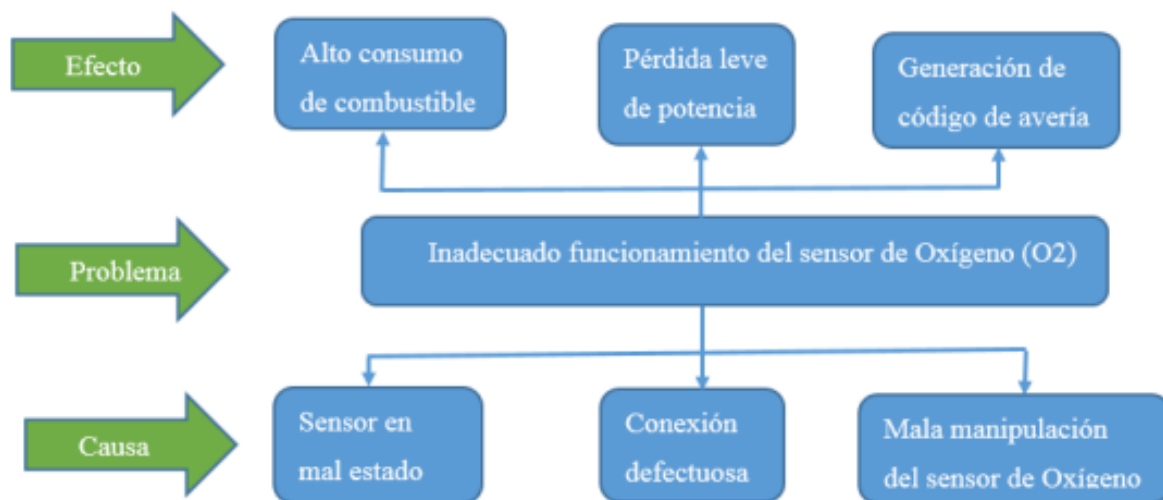 Efecto
Alto consumo
de combustible
Pérdida leve
de potencia
Generación de
código de avería
Problema
Inadecuado funcionamiento del sensor de Oxígeno (O2)
Causa
Sensor en
mal estado
Conexión
defectuosa
Mala manipulación
del sensor de Oxígeno